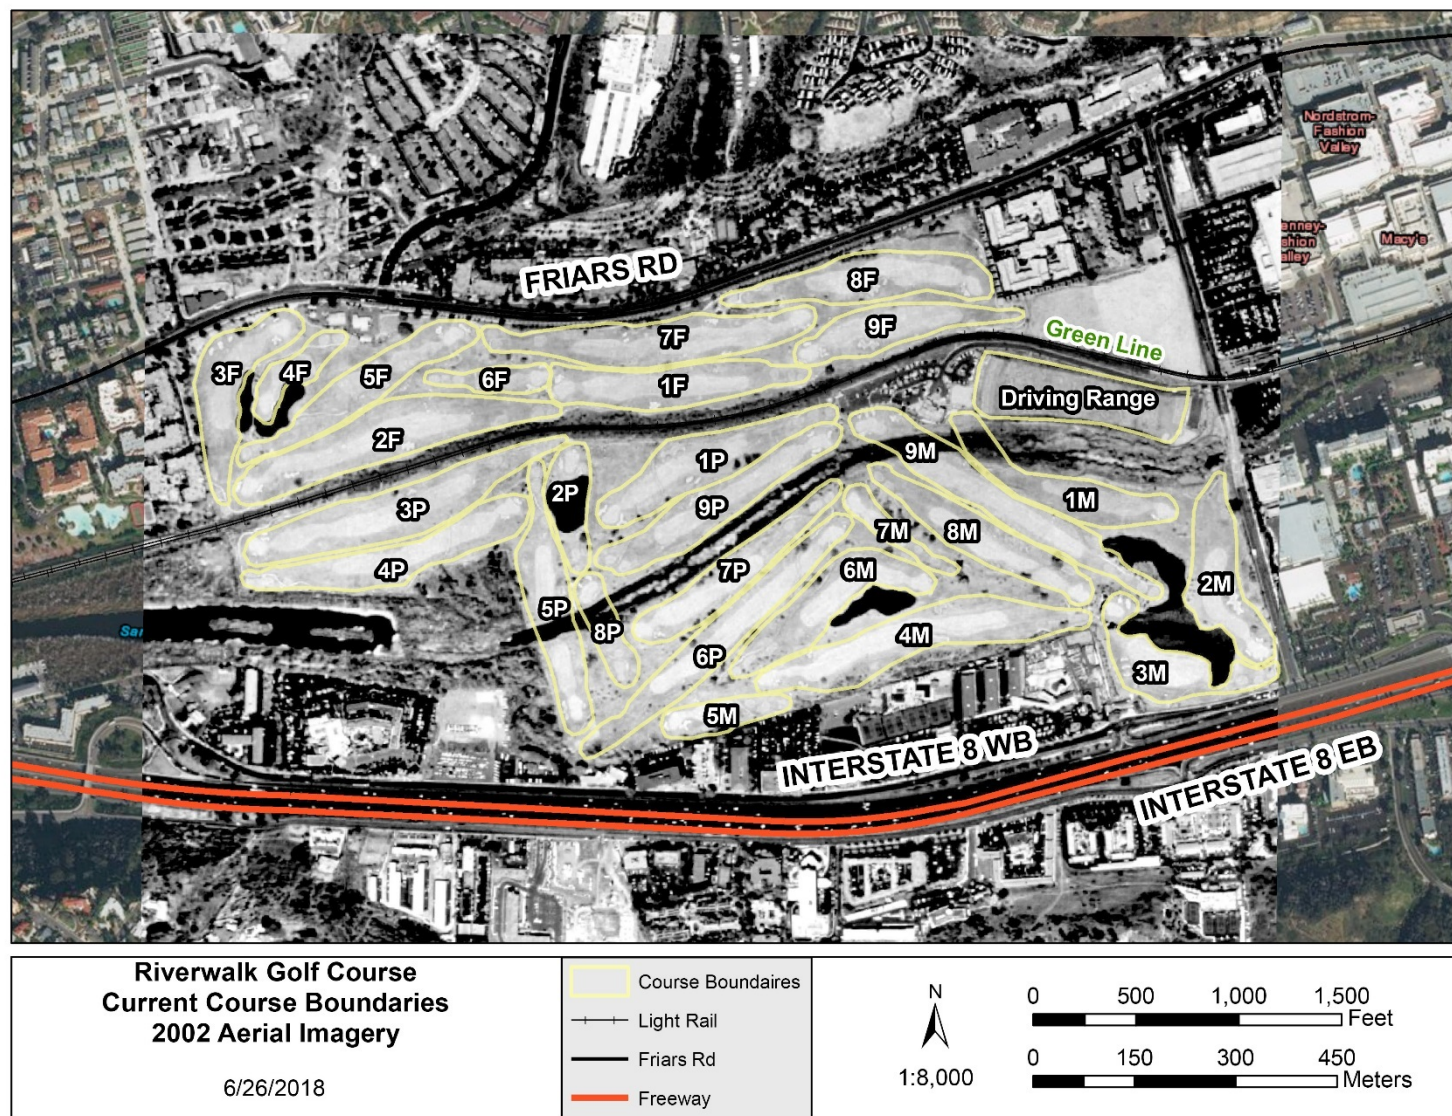 Nordstrom-
Fashion
Valley
enney-
shion
alley
Macy's
FRIARS RD
8F
7F
9F
Green Line
3F
4F
5F
6F
1F
Driving Range
2F
1P
9M
2P
3P
9P
1M
7M
8M
4P
7P
6M
2M
5P
8P
4M
6P
3M
5M
San
INTERSTATE 8 WB
INTERSTATE 8 EB
Riverwalk Golf Course
Current Course Boundaries
2002 Aerial Imagery
6/26/2018
Course Boundaires
Light Rail
Friars Rd
Freeway
N
1:8,000
0 500 1,000 1,500
Feet
0 150 300 450
Meters